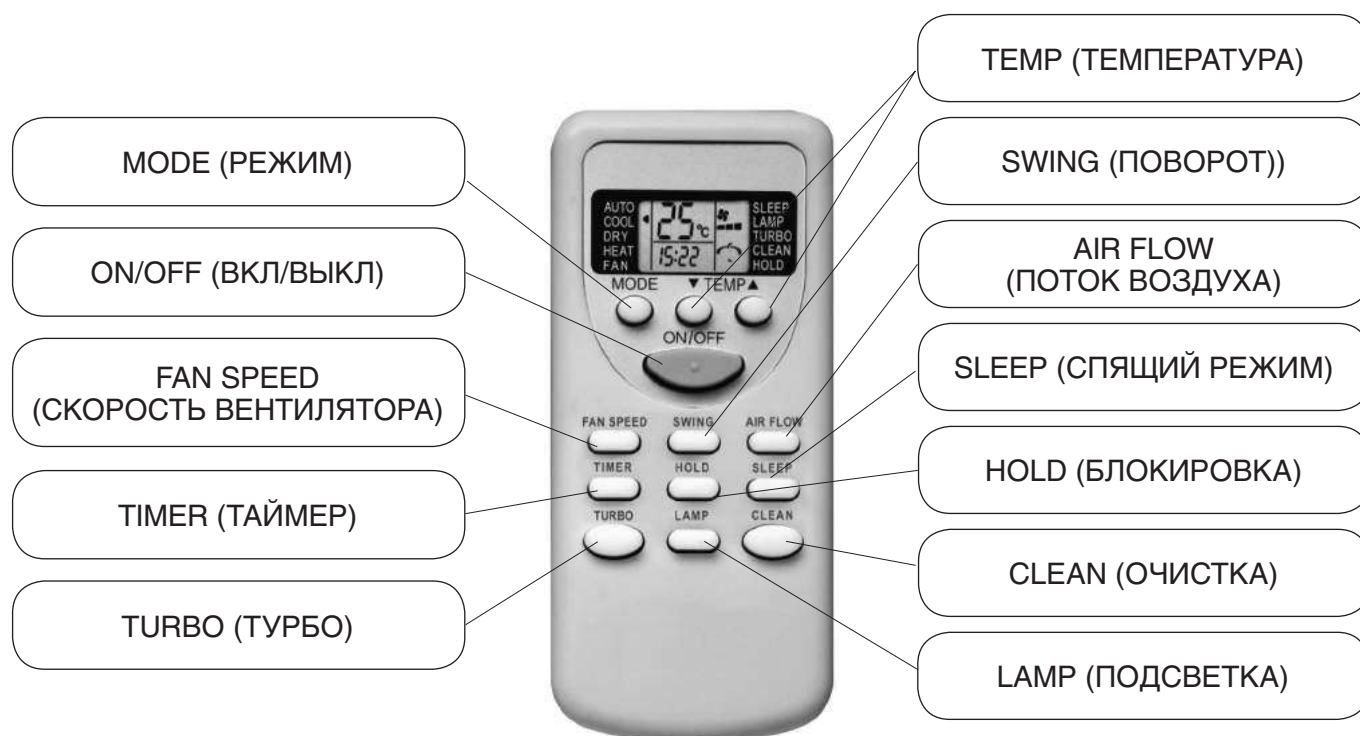 MODE (РЕЖИМ)
ON/OFF (ВКЛ/ВЫКЛ)
FAN SPEED
(СКОРОСТЬ ВЕНТИЛЯТОРА)
TIMER (ТАЙМЕР)
TURBO (ТУРБО)
AUTO
COOL
DRY
HEAT
FAN
25°C
15:22
SLEEP
LAMP
TURBO
CLEAN
HOLD
MODE ▼ TEMP ▲
ON/OFF
FAN SPEED SWING AIR FLOW
TIMER HOLD SLEEP
TURBO LAMP CLEAN
TEMP (ТЕМПЕРАТУРА)
SWING (ПОВОРОТ))
AIR FLOW
(ПОТОК ВОЗДУХА)
SLEEP (СПЯЩИЙ РЕЖИМ)
HOLD (БЛОКИРОВКА)
CLEAN (ОЧИСТКА)
LAMP (ПОДСВЕТКА)